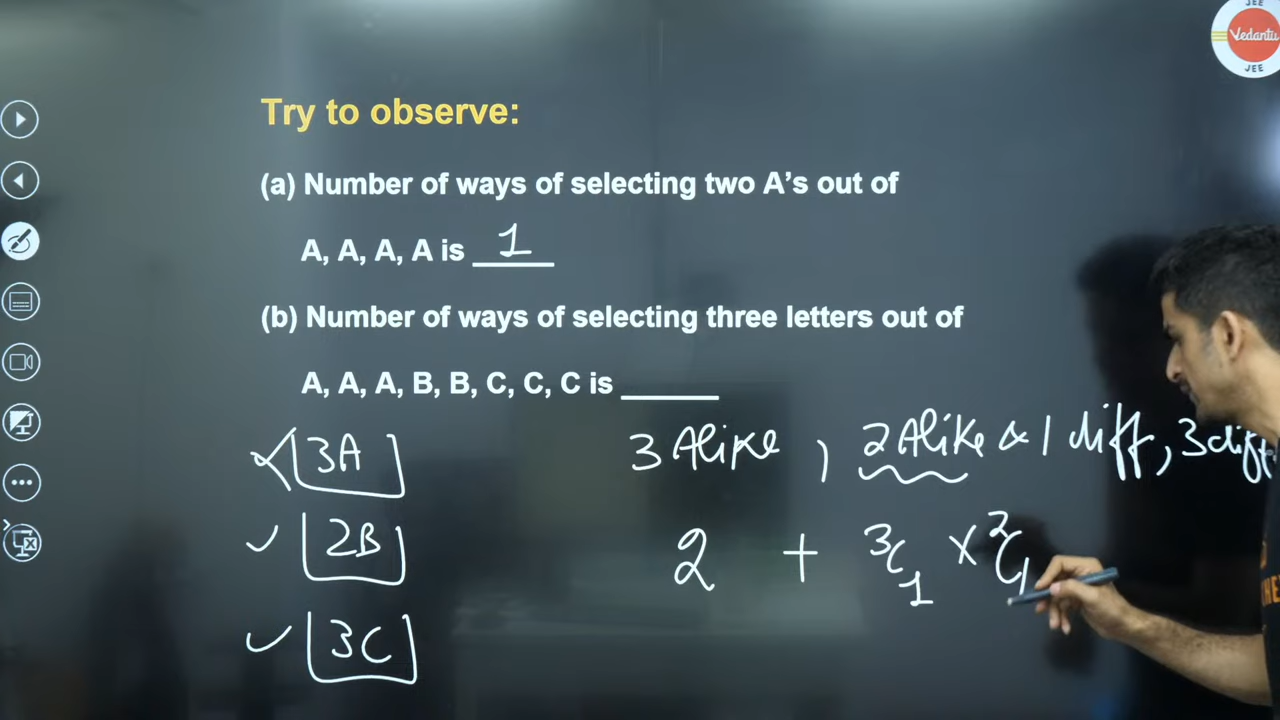 JEE
Vedantu
JEE
Try to observe:
(a) Number of ways of selecting two A’s out of
A, A, A, A is 1
(b) Number of ways of selecting three letters out of
A, A, A, B, B, C, C, C is ______
3A
3 Alike, 2 Alike & 1 diff, 3 diff
2B
2 + ³C₁ × ²C₁
3C